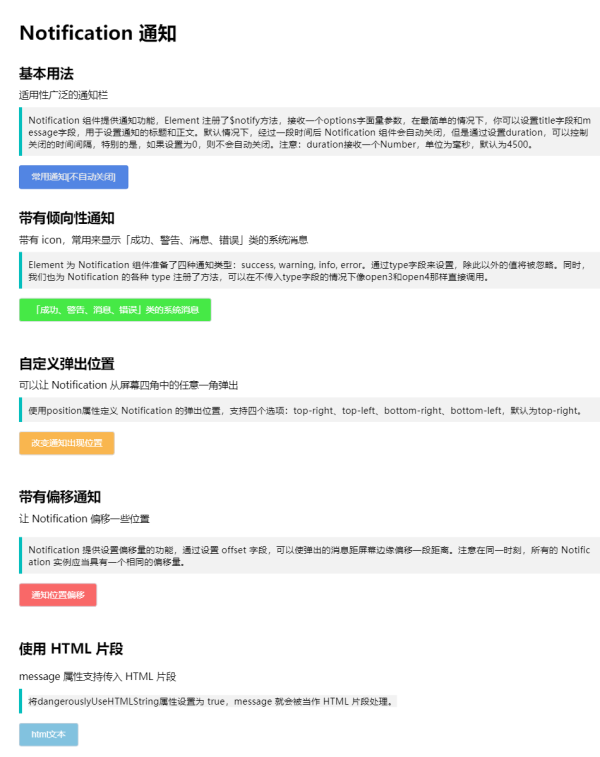 Notification 通知
基本用法
适用性广泛的通知栏
Notification 组件提供通知功能，Element 注册了$notify方法，接收一个options字面量参数，在最简单的情况下，你可以设置title字段和m
essage字段，用于设置通知的标题和正文。默认情况下，经过一段时间后 Notification 组件会自动关闭，但是通过设置duration，可以控制
关闭的时间间隔，特别的是，如果设置为0，则不会自动关闭。注意：duration接收一个Number，单位为毫秒，默认为4500。
常用通知[不自动关闭]
带有倾向性通知
带有 icon，常用来显示「成功、警告、消息、错误」类的系统消息
Element 为 Notification 组件准备了四种通知类型：success, warning, info, error。通过type字段来设置，除此以外的值将被忽略。同时，
我们也为 Notification 的各种 type 注册了方法，可以在不传入type字段的情况下像open3和open4那样直接调用。
「成功、警告、消息、错误」类的系统消息
自定义弹出位置
可以让 Notification 从屏幕四角中的任意一角弹出
使用position属性定义 Notification 的弹出位置，支持四个选项：top-right、top-left、bottom-right、bottom-left，默认为top-right。
改变通知出现位置
带有偏移通知
让 Notification 偏移一些位置
Notification 提供设置偏移量的功能，通过设置 offset 字段，可以使弹出的消息距屏幕边缘偏移一段距离。注意在同一时刻，所有的 Notific
ation 实例应当具有一个相同的偏移量。
通知位置偏移
使用 HTML 片段
message 属性支持传入 HTML 片段
将dangerouslyUseHTMLString属性设置为 true，message 就会被当作 HTML 片段处理。
html文本